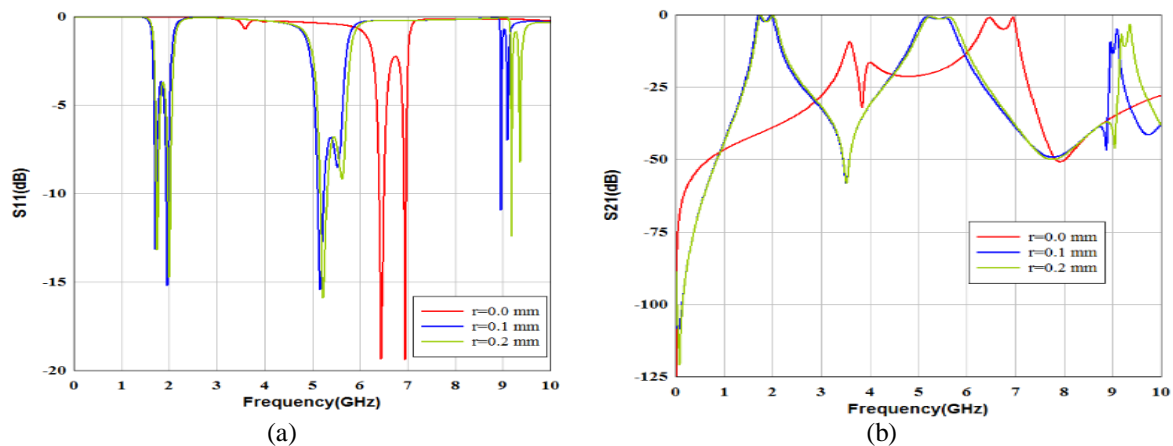 0
-5
-10
-15
-20
S11(dB)
r=0.0 mm
r=0.1 mm
r=0.2 mm
0 1 2 3 4 5 6 7 8 9 10
Frequency(GHz)
(a)
0
-25
-50
-75
-100
-125
S21(dB)
r=0.0 mm
r=0.1 mm
r=0.2 mm
0 1 2 3 4 5 6 7 8 9 10
Frequency(GHz)
(b)